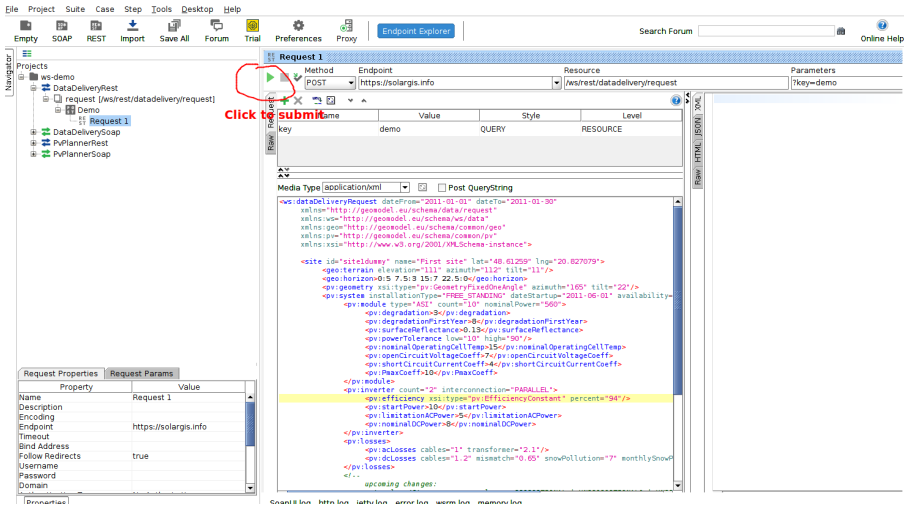 File Project Suite Case Step Tools Desktop Help
Empty SOAP REST Import Save All Forum Trial Preferences Proxy Endpoint Explorer Search Forum Online Help
Navigator
Projects
ws-demo
DataDeliveryRest
request [/ws/rest/datadelivery/request]
Demo
REST Request 1
DataDeliverySoap
PvPlannerRest
PvPlannerSoap
Request 1
Method Endpoint Resource Parameters
POST https://solargis.info /ws/rest/datadelivery/request ?key=demo
Click to submit
Name Value Style Level
key demo QUERY RESOURCE
Request
Raw
Media Type application/xml Post QueryString
<ws:dataDeliveryRequest dateFrom="2011-01-01" dateTo="2011-01-30"
xmlns="http://geomodel.eu/schema/data/request"
xmlns:ws="http://geomodel.eu/schema/ws/data"
xmlns:geo="http://geomodel.eu/schema/common/geo"
xmlns:pv="http://geomodel.eu/schema/common/pv"
xmlns:xsi="http://www.w3.org/2001/XMLSchema-instance">
<site id="site1dummy" name="First site" lat="48.61259" lng="20.827079">
<geo:terrain elevation="111" azimuth="112" tilt="11"/>
<geo:horizon>0:5 7.5:3 15:7 22.5:0</geo:horizon>
<pv:geometry xsi:type="pv:GeometryFixedOneAngle" azimuth="165" tilt="22"/>
<pv:system installationType="FREE_STANDING" dateStartup="2011-06-01" availability=
<pv:module type="ASI" count="10" nominalPower="560">
<pv:degradation>3</pv:degradation>
<pv:degradationFirstYear>8</pv:degradationFirstYear>
<pv:surfaceReflectance>0.13</pv:surfaceReflectance>
<pv:powerTolerance low="10" high="90"/>
<pv:nominalOperatingCellTemp>15</pv:nominalOperatingCellTemp>
<pv:openCircuitVoltageCoeff>7</pv:openCircuitVoltageCoeff>
<pv:shortCircuitCurrentCoeff>4</pv:shortCircuitCurrentCoeff>
<pv:PmaxCoeff>10</pv:PmaxCoeff>
</pv:module>
<pv:inverter count="2" interconnection="PARALLEL">
<pv:efficiency xsi:type="pv:EfficiencyConstant" percent="94"/>
<pv:startPower>10</pv:startPower>
<pv:limitationACPower>5</pv:limitationACPower>
<pv:nominalDCPower>8</pv:nominalDCPower>
</pv:inverter>
<pv:losses>
<pv:acLosses cables="1" transformer="2.1"/>
<pv:dcLosses cables="1.2" mismatch="0.65" snowPollution="7" monthlySnowP
</pv:losses>
<!--
upcoming changes:
XML
JSON
HTML
Raw
Request Properties Request Params
Property Value
Name Request 1
Description
Encoding
Endpoint https://solargis.info
Timeout
Bind Address
Follow Redirects true
Username
Password
Domain
Properties
SoapUI log http log jetty log error log wsrm log memory log